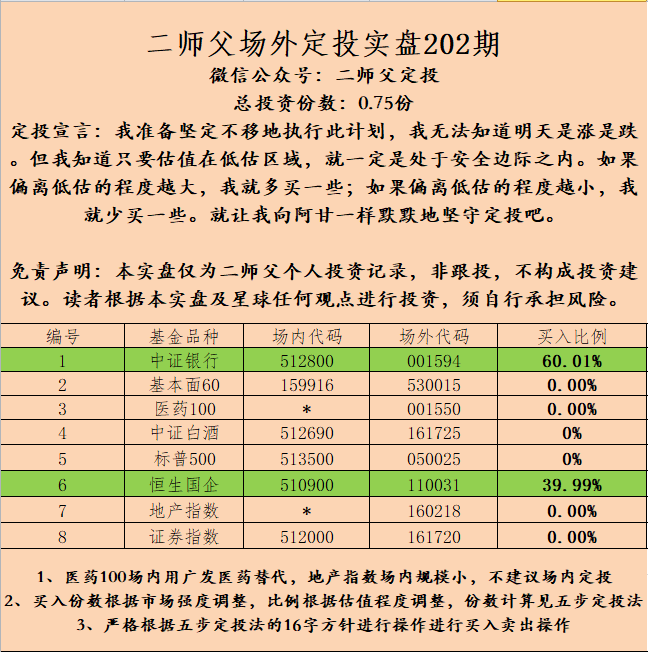 二师父场外定投实盘202期
微信公众号：二师父定投
总投资份数：0.75份
定投宣言：我准备坚定不移地执行此计划，我无法知道明天是涨是跌
。但我知道只要估值在低估区域，就一定是处于安全边际之内。如果
偏离低估的程度越大，我就多买一些；如果偏离低估的程度越小，我
就少买一些。就让我向阿甘一样默默地坚守定投吧。
免责声明：本实盘仅为二师父个人投资记录，非跟投，不构成投资建
议。读者根据本实盘及星球任何观点进行投资，须自行承担风险。
编号 基金品种 场内代码 场外代码 买入比例
1 中证银行 512800 001594 60.01%
2 基本面60 159916 530015 0.00%
3 医药100 * 001550 0.00%
4 中证白酒 512690 161725 0%
5 标普500 513500 050025 0%
6 恒生国企 510900 110031 39.99%
7 地产指数 * 160218 0.00%
8 证券指数 512000 161720 0.00%
1、医药100场内用广发医药替代，地产指数场内规模小，不建议场内定投
2、买入份数根据市场强度调整，比例根据估值程度调整，份数计算见五步定投法
3、严格根据五步定投法的16字方针进行操作进行买入卖出操作